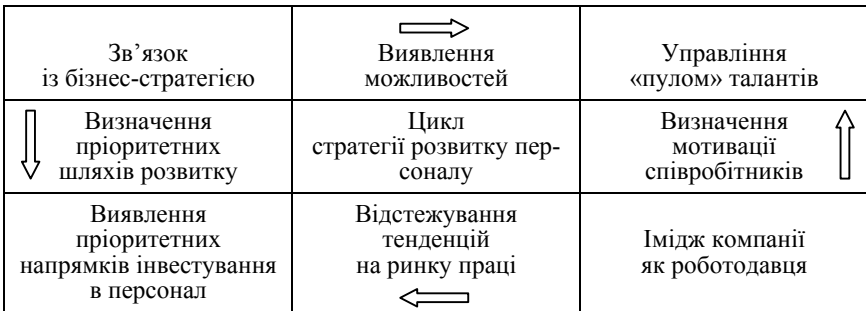 Зв’язок
із бізнес-стратегією
Виявлення
можливостей
Управління
«пулом» талантів
Визначення
пріоритетних
шляхів розвитку
Цикл
стратегії розвитку пер-
соналу
Визначення
мотивації
співробітників
Виявлення
пріоритетних
напрямків інвестування
в персонал
Відстежування
тенденцій
на ринку праці
Імідж компанії
як роботодавця